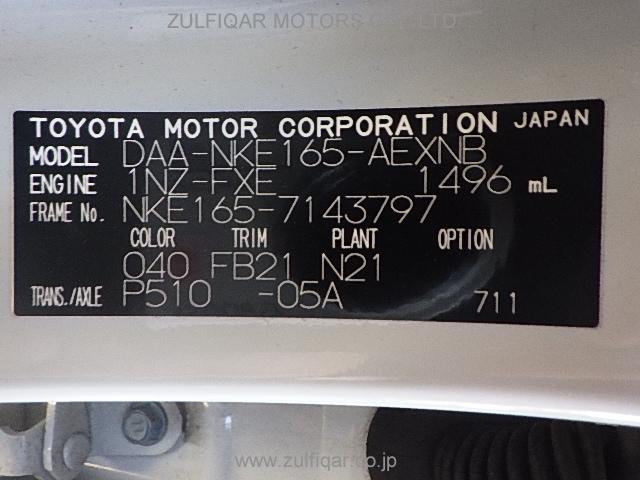 ZULFIQAR MOTORS CO., LTD
TOYOTA MOTOR CORPORATION JAPAN
MODEL DAA-NKE165-AEXNB
ENGINE 1NZ-FXE 1496 mL
FRAME No. NKE165-7143797
COLOR TRIM PLANT OPTION
040 FB21 N21
TRANS./AXLE P510 -05A 711
www.zulfiqar.co.jp